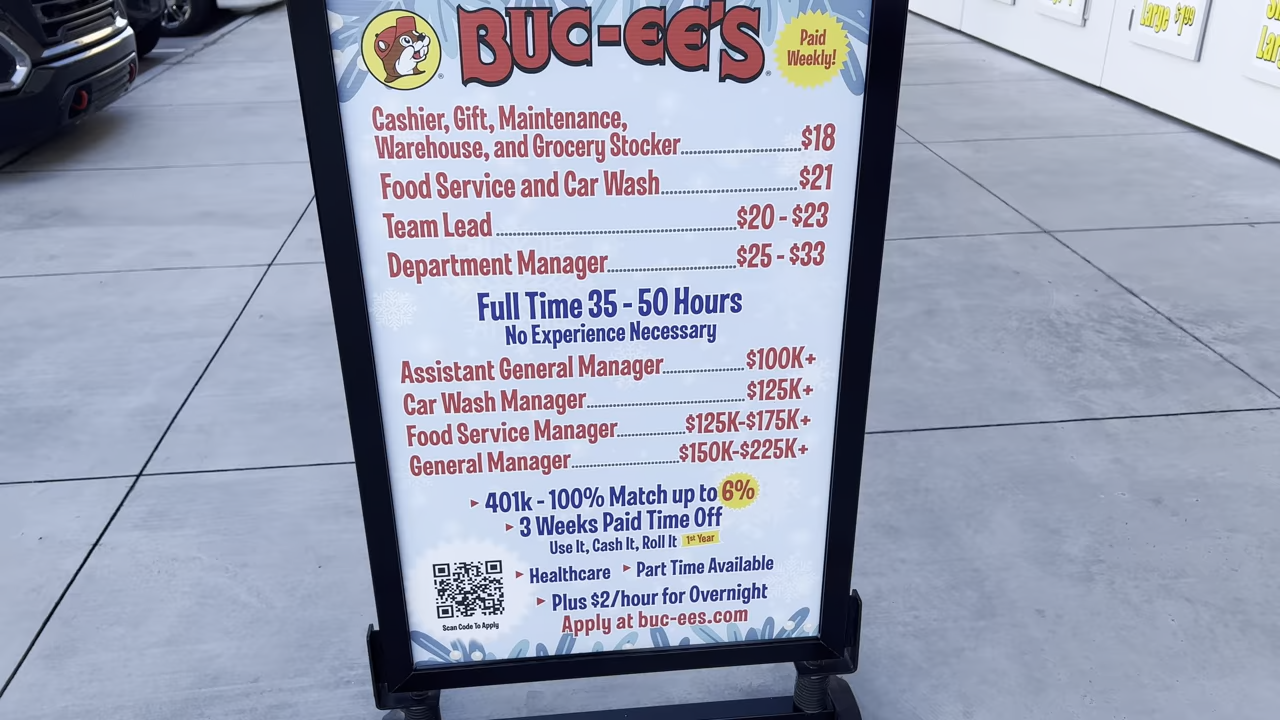 BUC-EE'S
Paid
Weekly!
Cashier, Gift, Maintenance,
Warehouse, and Grocery Stocker $18
Food Service and Car Wash $21
Team Lead $20 - $23
Department Manager $25 - $33
Full Time 35 - 50 Hours
No Experience Necessary
Assistant General Manager $100K+
Car Wash Manager $125K+
Food Service Manager $125K-$175K+
General Manager $150K-$225K+
401k - 100% Match up to 6%
3 Weeks Paid Time Off
Use It, Cash It, Roll It 1st Year
Healthcare
Part Time Available
Plus $2/hour for Overnight
Apply at buc-ees.com
Scan Code To Apply
Large